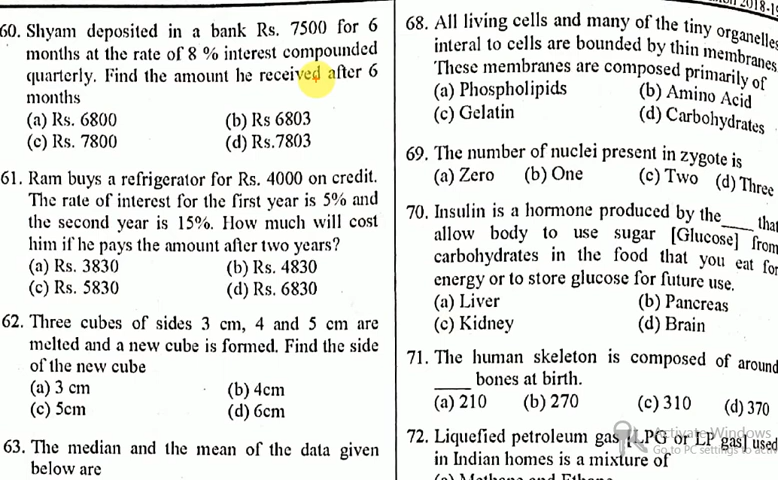 ion 2018-19
60. Shyam deposited in a bank Rs. 7500 for 6
months at the rate of 8 % interest compounded
quarterly. Find the amount he received after 6
months
(a) Rs. 6800 (b) Rs 6803
(c) Rs. 7800 (d) Rs.7803
61. Ram buys a refrigerator for Rs. 4000 on credit.
The rate of interest for the first year is 5% and
the second year is 15%. How much will cost
him if he pays the amount after two years?
(a) Rs. 3830 (b) Rs. 4830
(c) Rs. 5830 (d) Rs. 6830
62. Three cubes of sides 3 cm, 4 and 5 cm are
melted and a new cube is formed. Find the side
of the new cube
(a) 3 cm (b) 4cm
(c) 5cm (d) 6cm
63. The median and the mean of the data given
below are
68. All living cells and many of the tiny organelles
interal to cells are bounded by thin membranes
These membranes are composed primarily of
(a) Phospholipids (b) Amino Acid
(c) Gelatin (d) Carbohydrates
69. The number of nuclei present in zygote is
(a) Zero (b) One (c) Two (d) Three
70. Insulin is a hormone produced by the____ that
allow body to use sugar [Glucose] from
carbohydrates in the food that you eat for
energy or to store glucose for future use.
(a) Liver (b) Pancreas
(c) Kidney (d) Brain
71. The human skeleton is composed of around
____ bones at birth.
(a) 210 (b) 270 (c) 310 (d) 370
72. Liquefied petroleum gas [LPG or LP gas] used
in Indian homes is a mixture of
(a) Methane and Ethane
Activate Windows
Go to PC settings to activ